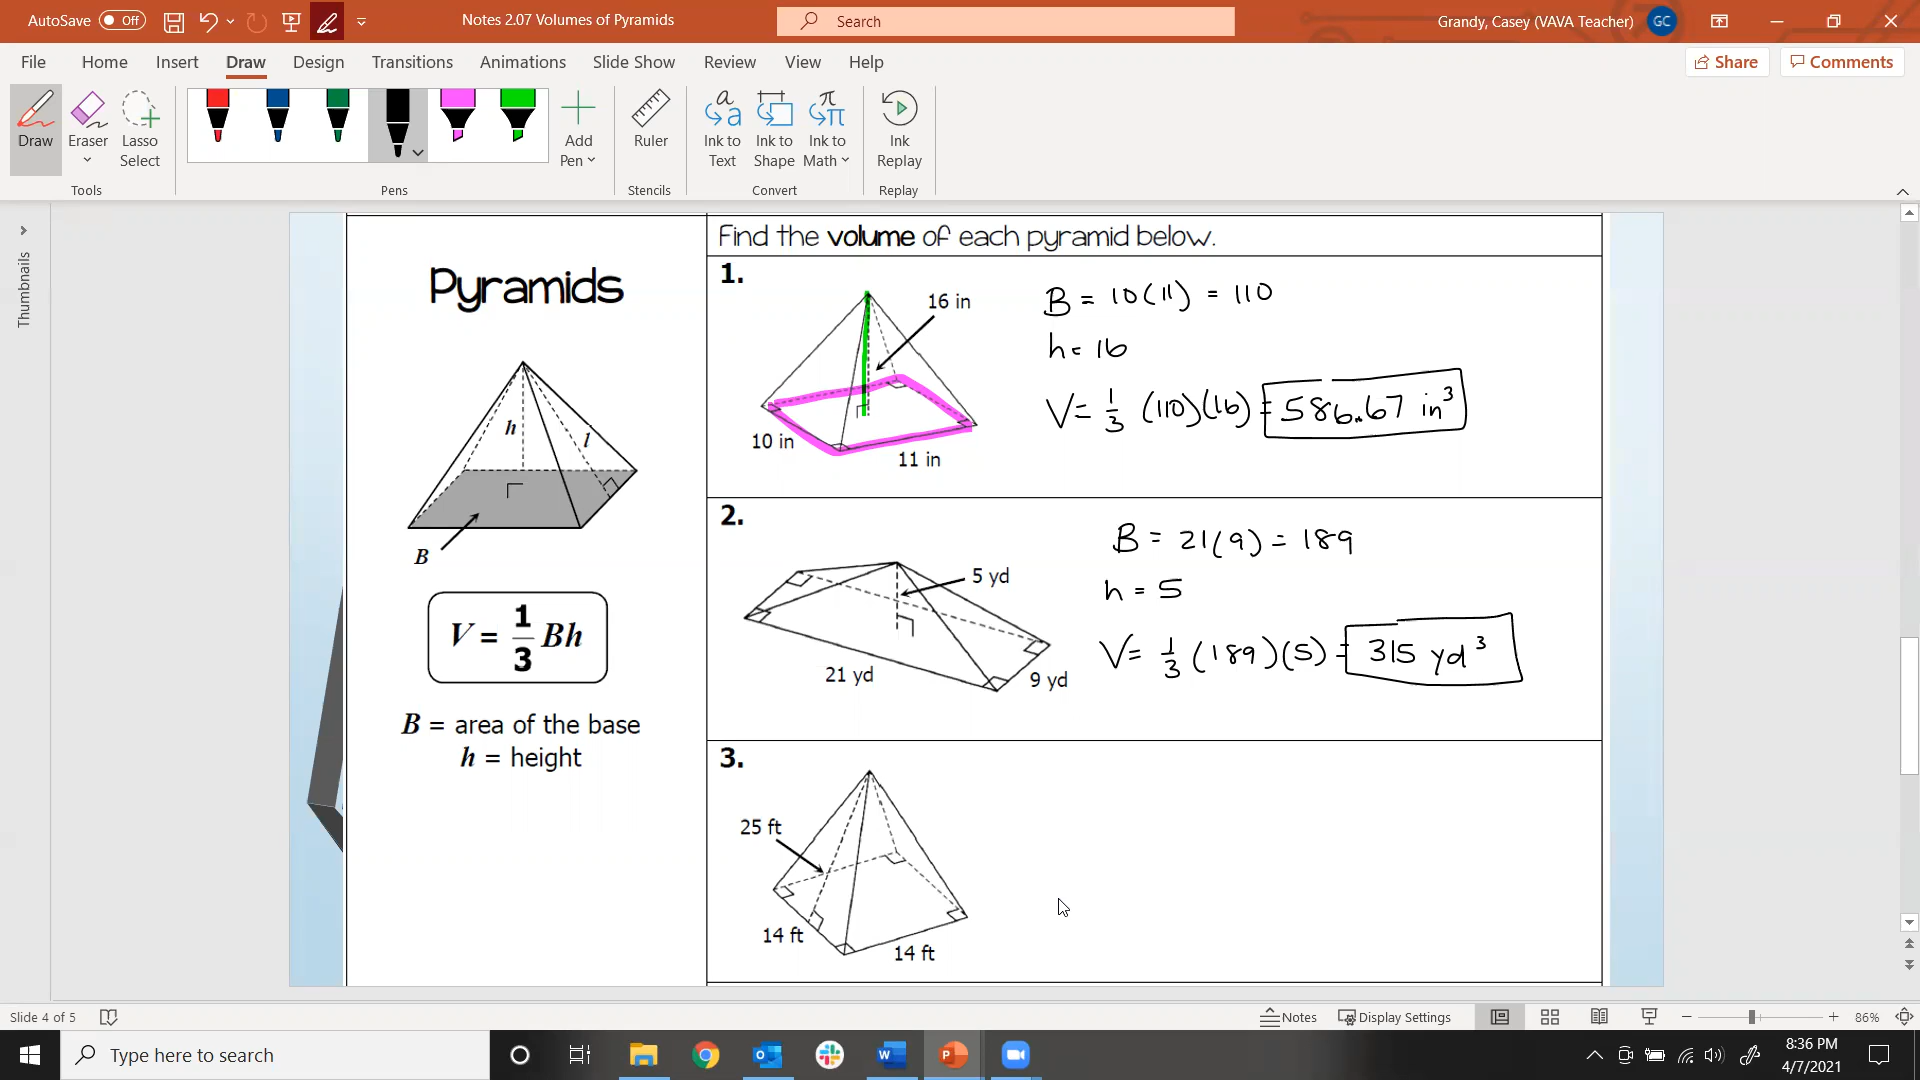 AutoSave Off
Notes 2.07 Volumes of Pyramids
Search
Grandy, Casey (VAVA Teacher) GC
File Home Insert Draw Design Transitions Animations Slide Show Review View Help
Share Comments
Draw Eraser Lasso Select
Add Pen
Ruler
Ink to Text Ink to Shape Ink to Math
Ink Replay
Tools Pens Stencils Convert Replay
Thumbnails
Pyramids
h
l
B
V = 1/3 Bh
B = area of the base
h = height
Find the volume of each pyramid below.
1.
16 in
10 in
11 in
B = 10(11) = 110
h = 16
V = 1/3 (110)(16) = 586.67 in³
2.
5 yd
21 yd
9 yd
B = 21(9) = 189
h = 5
V = 1/3 (189)(5) = 315 yd³
3.
25 ft
14 ft
14 ft
Slide 4 of 5
Notes Display Settings
86%
Type here to search
8:36 PM
4/7/2021